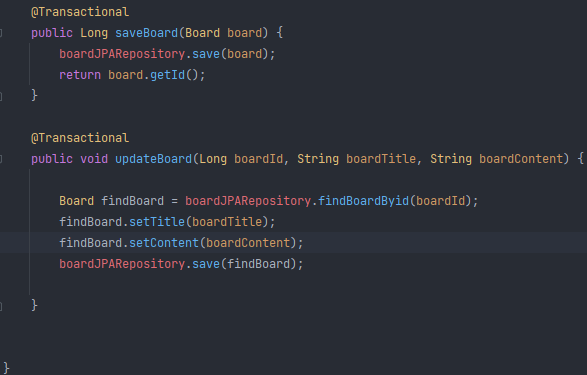 @Transactional
public Long saveBoard(Board board) {
boardJPARepository.save(board);
return board.getId();
}
@Transactional
public void updateBoard(Long boardId, String boardTitle, String boardContent) {
Board findBoard = boardJPARepository.findBoardByid(boardId);
findBoard.setTitle(boardTitle);
findBoard.setContent(boardContent);
boardJPARepository.save(findBoard);
}
}